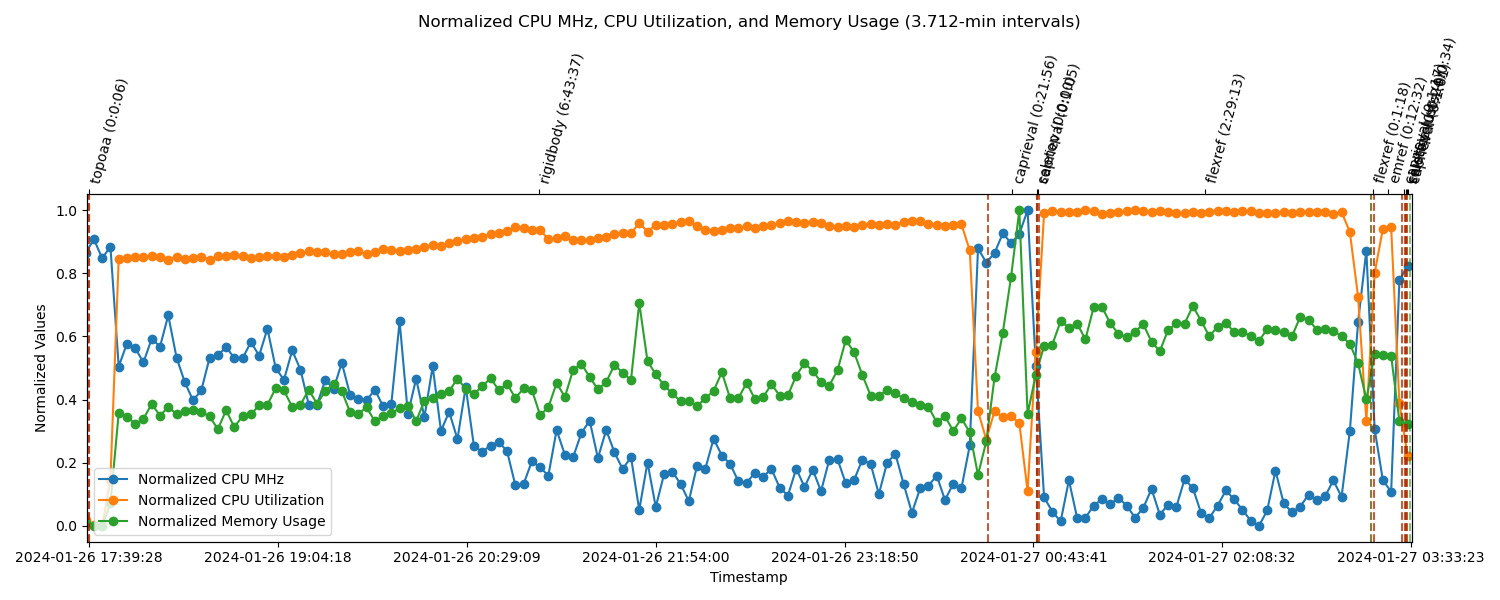 Normalized CPU MHz, CPU Utilization, and Memory Usage (3.712-min intervals)
topoaa (0:0:06)
rigidbody (6:43:37)
caprieval (0:21:56)
flexref (2:29:13)
flexref (0:1:18)
emref (0:12:32)
Normalized Values
1.0
0.8
0.6
0.4
0.2
0.0
Normalized CPU MHz
Normalized CPU Utilization
Normalized Memory Usage
2024-01-26 17:39:28
2024-01-26 19:04:18
2024-01-26 20:29:09
2024-01-26 21:54:00
2024-01-26 23:18:50
2024-01-27 00:43:41
2024-01-27 02:08:32
2024-01-27 03:33:23
Timestamp